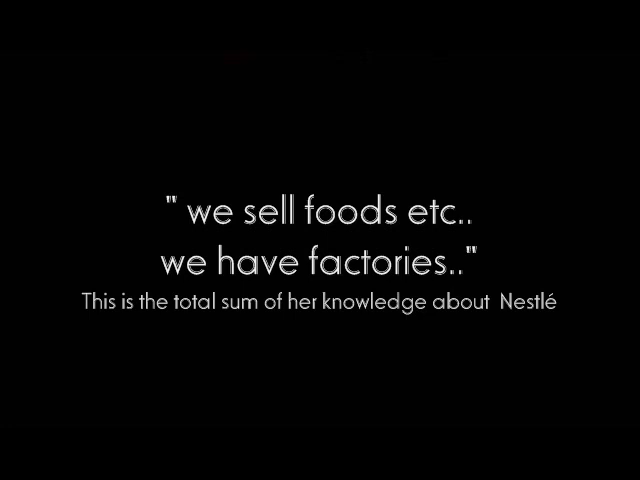 " we sell foods etc..
we have factories.."
This is the total sum of her knowledge about Nestlé